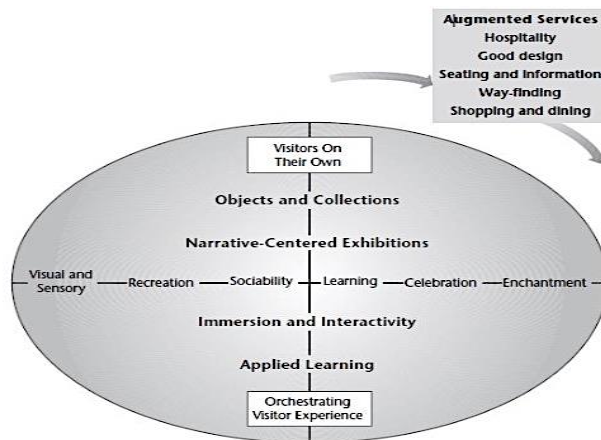 Augmented Services
Hospitality
Good design
Seating and information
Way-finding
Shopping and dining
Visitors On
Their Own
Objects and Collections
Narrative-Centered Exhibitions
Visual and
Sensory
Recreation
Sociability
Learning
Celebration
Enchantment
Immersion and Interactivity
Applied Learning
Orchestrating
Visitor Experience